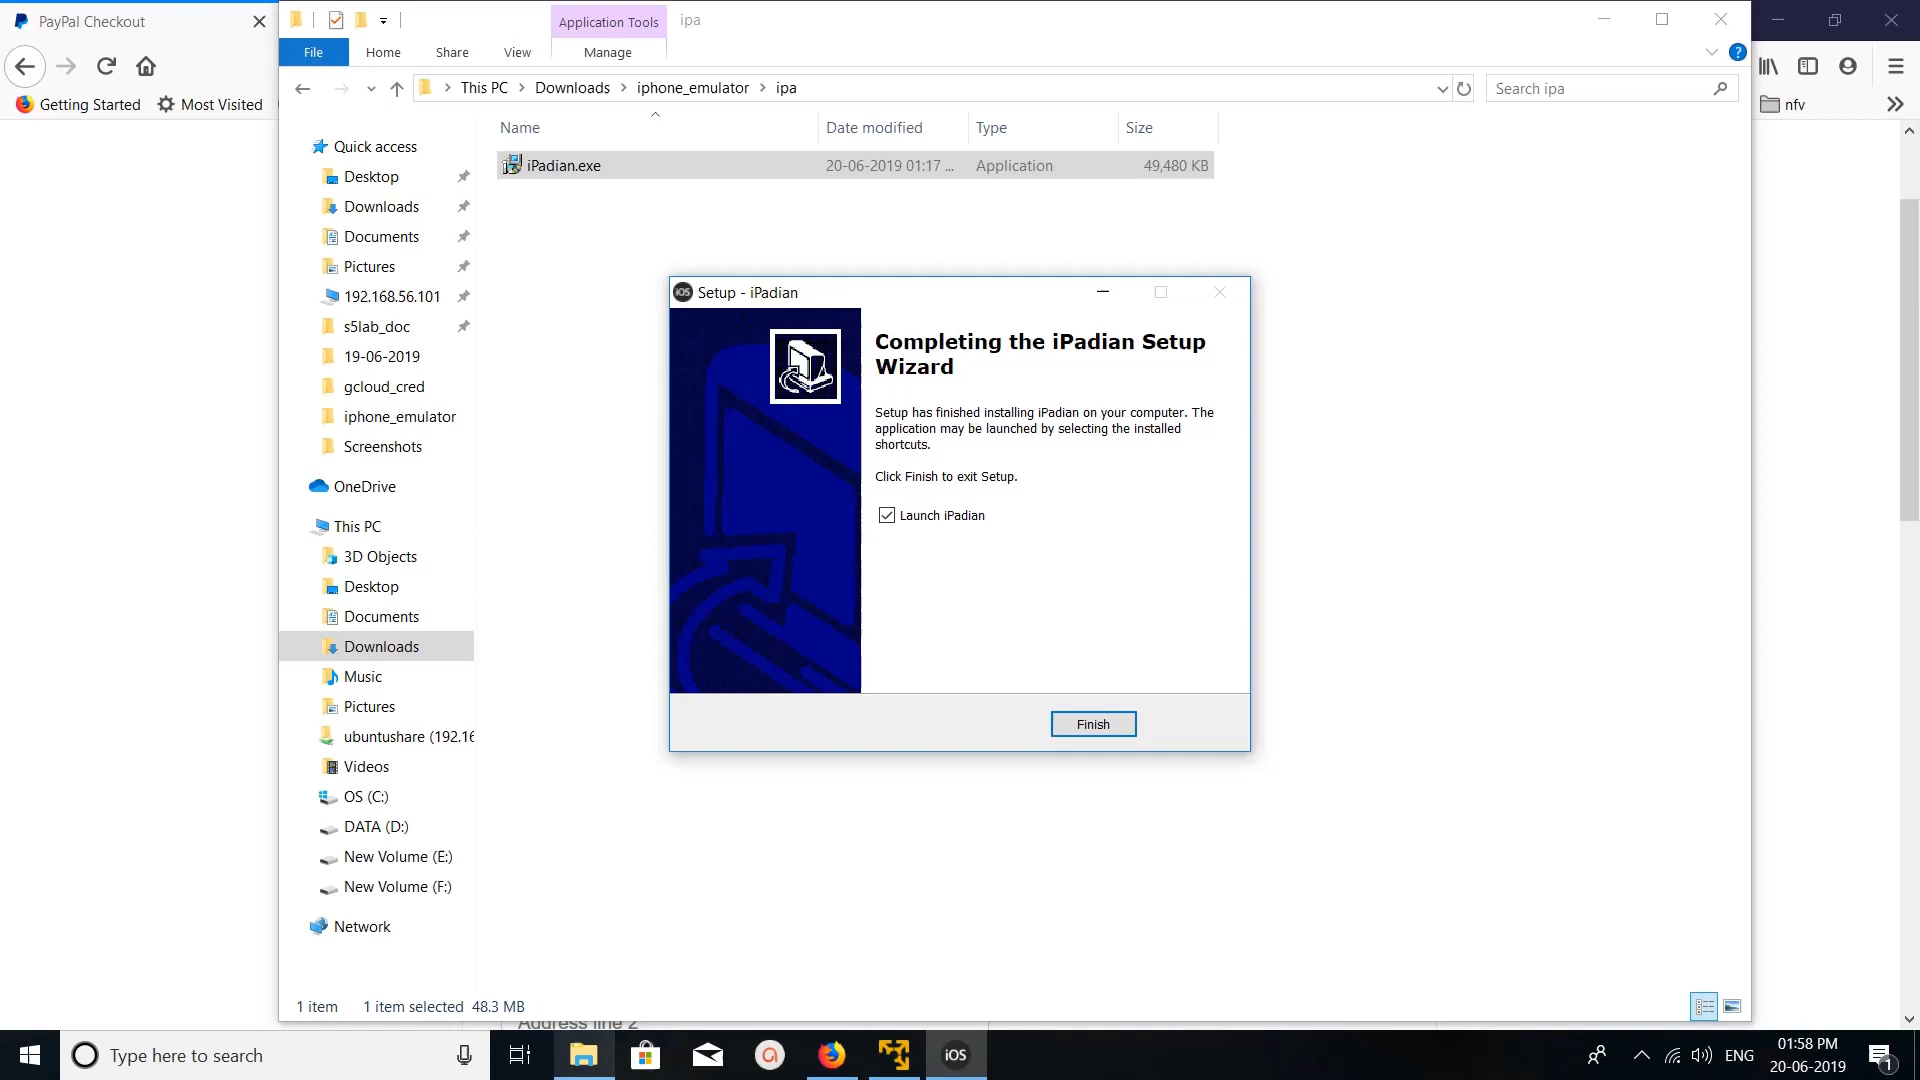 PayPal Checkout
Application Tools
ipa
File
Home
Share
View
Manage
This PC > Downloads > iphone_emulator > ipa
Search ipa
Getting Started
Most Visited
nfv
Name
Date modified
Type
Size
iPadian.exe
20-06-2019 01:17 ...
Application
49,480 KB
Quick access
Desktop
Downloads
Documents
Pictures
192.168.56.101
s5lab_doc
19-06-2019
gcloud_cred
iphone_emulator
Screenshots
OneDrive
This PC
3D Objects
Desktop
Documents
Downloads
Music
Pictures
ubuntushare (192.16
Videos
OS (C:)
DATA (D:)
New Volume (E:)
New Volume (F:)
Network
iOS
Setup - iPadian
Completing the iPadian Setup
Wizard
Setup has finished installing iPadian on your computer. The
application may be launched by selecting the installed
shortcuts.
Click Finish to exit Setup.
Launch iPadian
Finish
1 item
1 item selected 48.3 MB
Address line 2
Type here to search
iOS
ENG
01:58 PM
20-06-2019
1